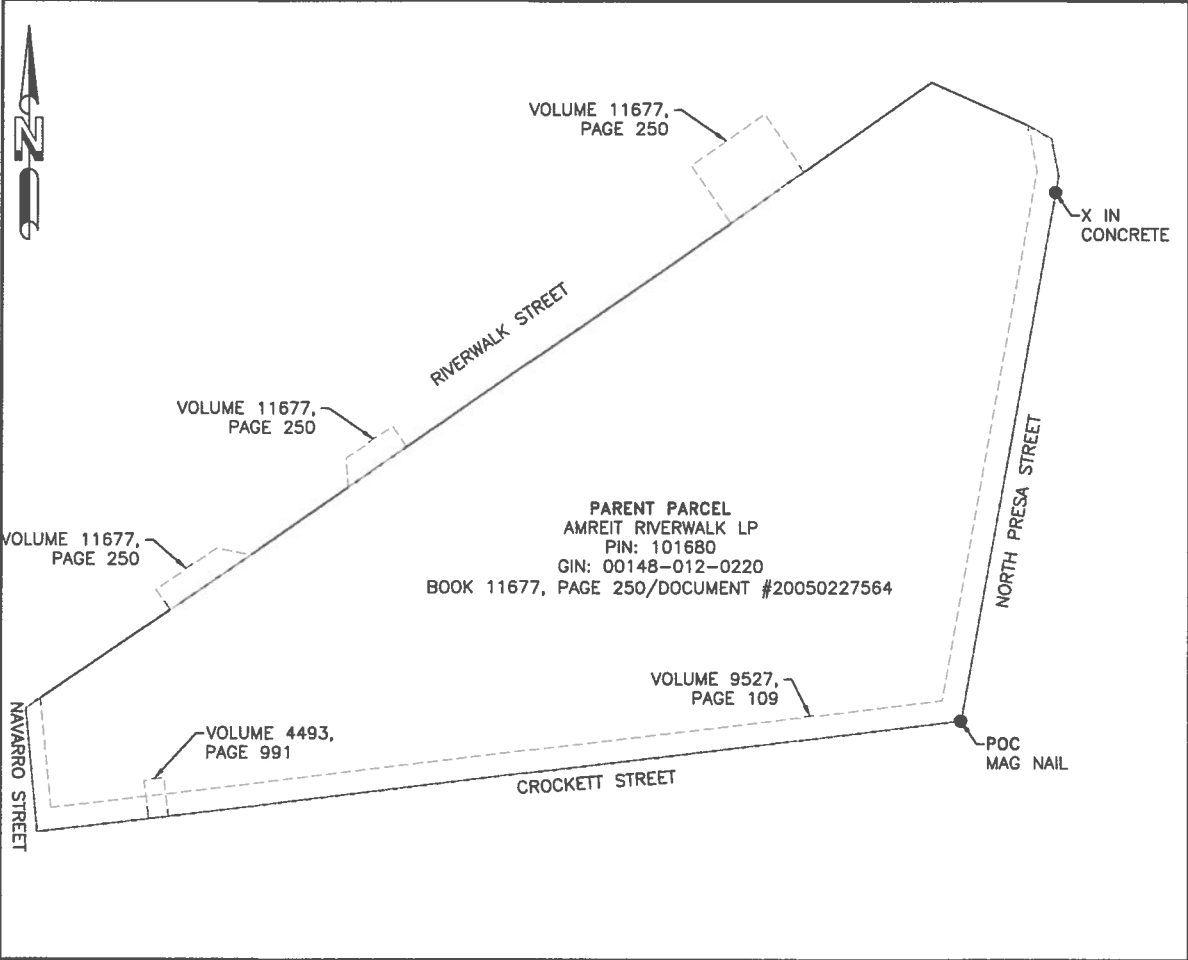 VOLUME 11677,
PAGE 250
N
X IN
CONCRETE
RIVERWALK STREET
VOLUME 11677,
PAGE 250
NORTH PRESA STREET
VOLUME 11677,
PAGE 250
PARENT PARCEL
AMREIT RIVERWALK LP
PIN: 101680
GIN: 00148-012-0220
BOOK 11677, PAGE 250/DOCUMENT #20050227564
VOLUME 9527,
PAGE 109
NAVARRO STREET
VOLUME 4493,
PAGE 991
POC
MAG NAIL
CROCKETT STREET